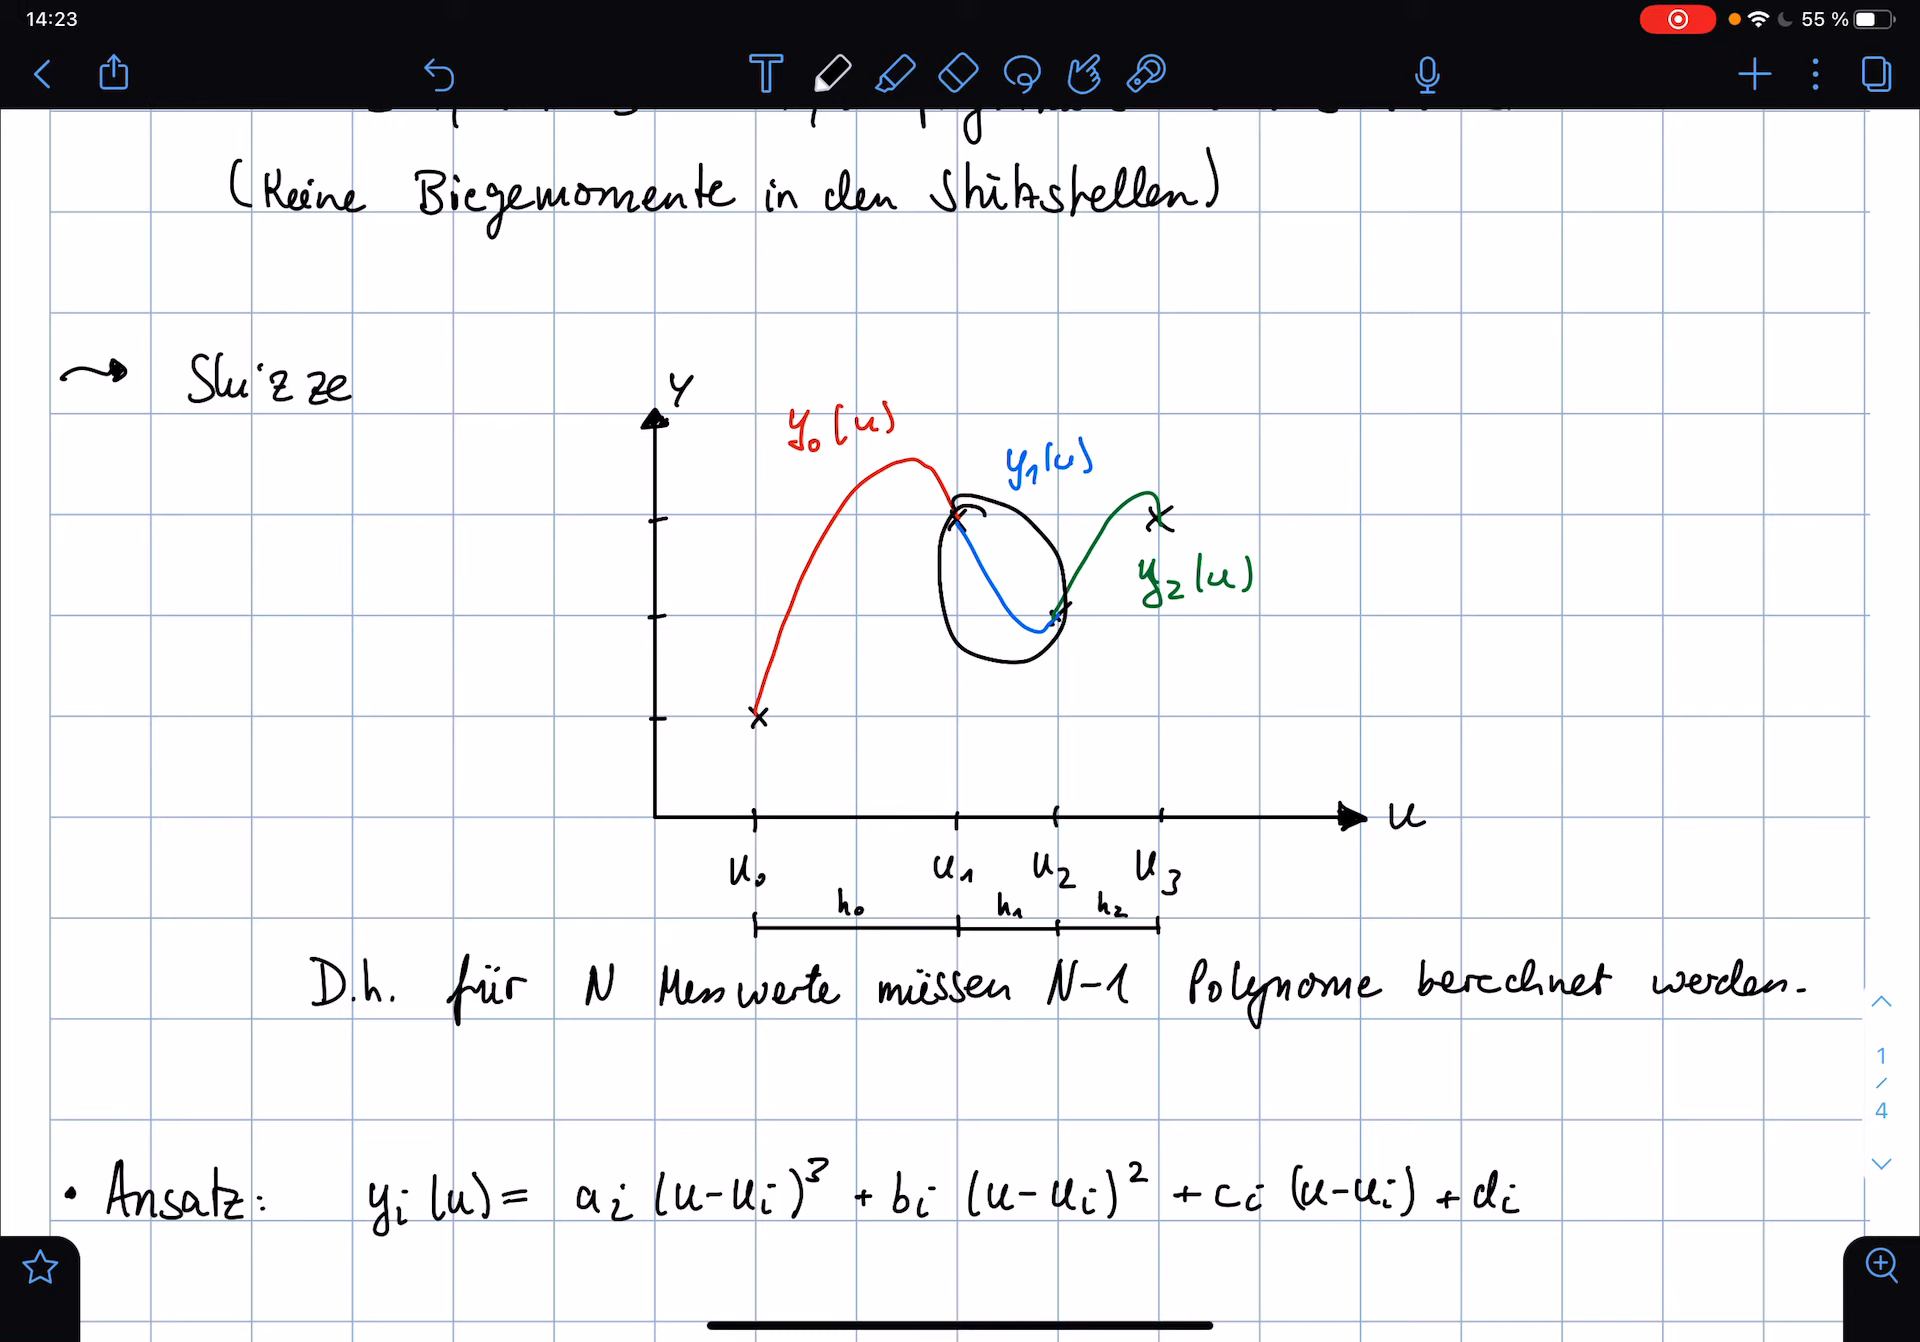 14:23
55 %
(Keine Biegemomente in den Stützstellen)
Skizze
y
y₀(u)
y₁(u)
y₂(u)
u
u₀ u₁ u₂ u₃
h₀ h₁ h₂
D.h. für N Messwerte müssen N-1 Polynome berechnet werden.
• Ansatz: yᵢ(u) = aᵢ (u-uᵢ)³ + bᵢ (u-uᵢ)² + cᵢ (u-uᵢ) + dᵢ
1
/
4